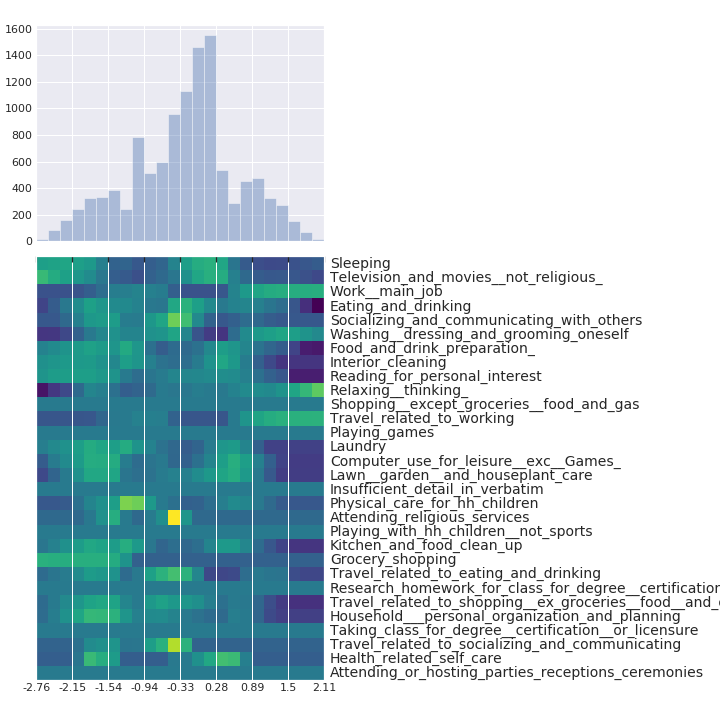 1600
1400
1200
1000
800
600
400
200
0
Sleeping
Television_and_movies__not_religious_
Work__main_job
Eating_and_drinking
Socializing_and_communicating_with_others
Washing__dressing_and_grooming_oneself
Food_and_drink_preparation_
Interior_cleaning
Reading_for_personal_interest
Relaxing__thinking_
Shopping__except_groceries__food_and_gas
Travel_related_to_working
Playing_games
Laundry
Computer_use_for_leisure__exc__Games_
Lawn__garden__and_houseplant_care
Insufficient_detail_in_verbatim
Physical_care_for_hh_children
Attending_religious_services
Playing_with_hh_children__not_sports
Kitchen_and_food_clean_up
Grocery_shopping
Travel_related_to_eating_and_drinking
Research_homework_for_class_for_degree__certification
Travel_related_to_shopping__ex_groceries__food__and_
Household___personal_organization_and_planning
Taking_class_for_degree__certification__or_licensure
Travel_related_to_socializing_and_communicating
Health_related_self_care
Attending_or_hosting_parties_receptions_ceremonies
-2.76 -2.15 -1.54 -0.94 -0.33 0.28 0.89 1.5 2.11